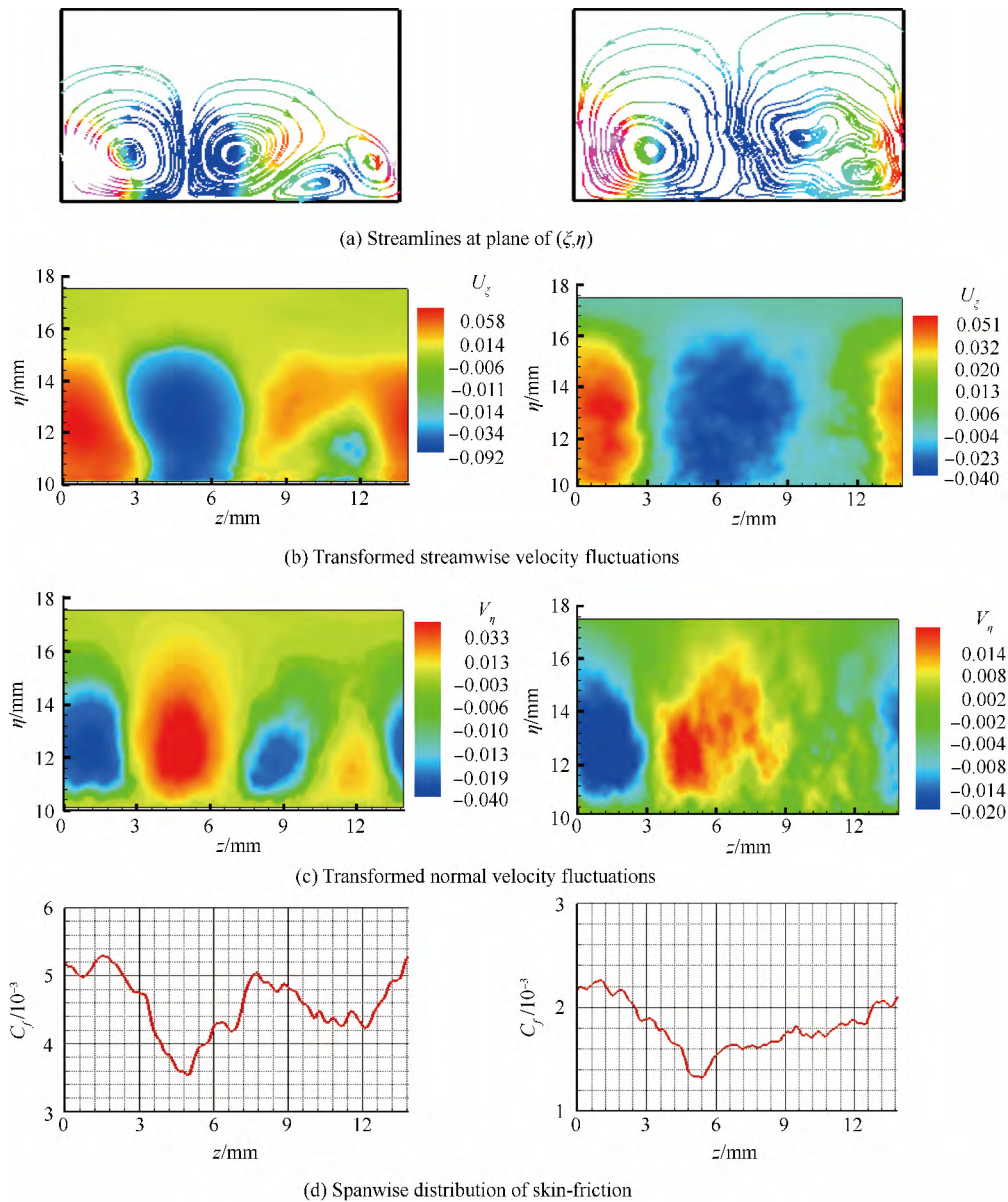 (a) Streamlines at plane of (ξ,η)
18
16
14
12
10
η/mm
0 3 6 9 12
z/mm
U_ξ
0.058
0.014
−0.006
−0.011
−0.014
−0.034
−0.092
18
16
14
12
10
η/mm
0 3 6 9 12
z/mm
U_ξ
0.051
0.032
0.020
0.013
0.006
−0.004
−0.023
−0.040
(b) Transformed streamwise velocity fluctuations
18
16
14
12
10
η/mm
0 3 6 9 12
z/mm
V_η
0.033
0.013
−0.003
−0.006
−0.010
−0.013
−0.019
−0.040
18
16
14
12
10
η/mm
0 3 6 9 12
z/mm
V_η
0.014
0.008
0.002
−0.002
−0.004
−0.008
−0.014
−0.020
(c) Transformed normal velocity fluctuations
6
5
4
3
C_f /10⁻³
0 3 6 9 12
z/mm
3
2
1
C_f /10⁻³
0 3 6 9 12
z/mm
(d) Spanwise distribution of skin-friction